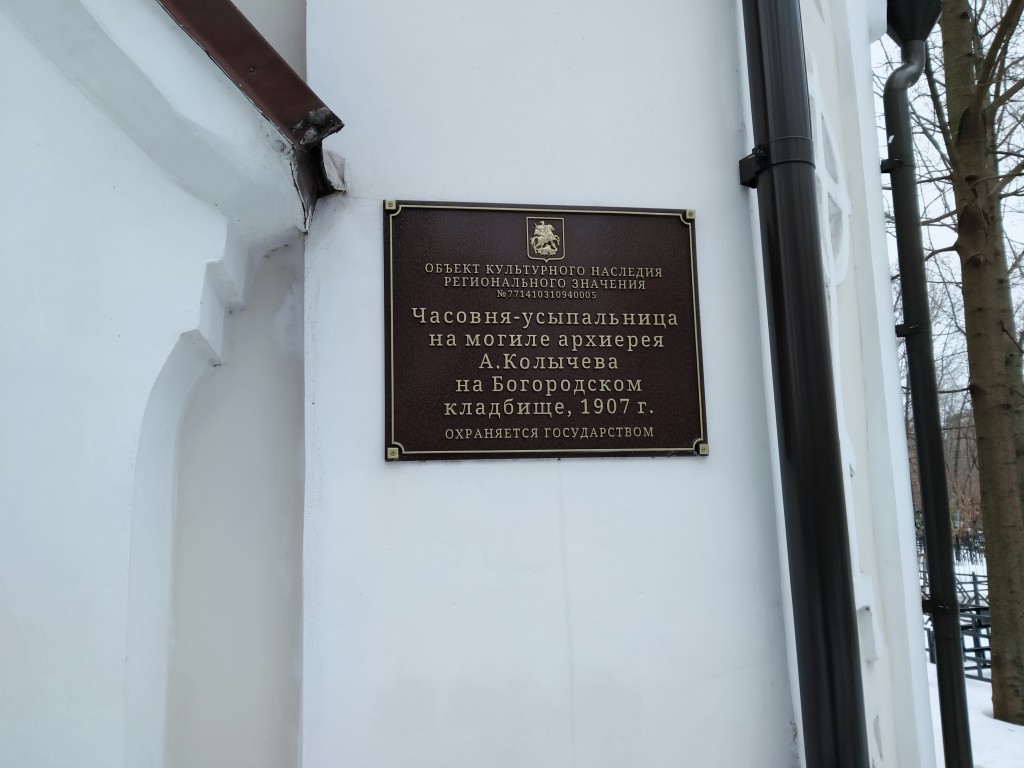 ОБЪЕКТ КУЛЬТУРНОГО НАСЛЕДИЯ
РЕГИОНАЛЬНОГО ЗНАЧЕНИЯ
№771410310940005
Часовня-усыпальница
на могиле архиерея
А.Колычева
на Богородском
кладбище, 1907 г.
ОХРАНЯЕТСЯ ГОСУДАРСТВОМ